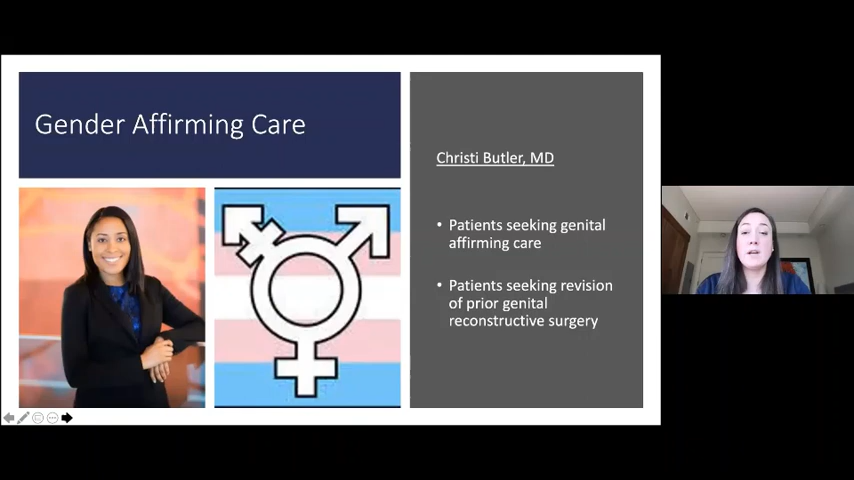 Gender Affirming Care
Christi Butler, MD
• Patients seeking genital
affirming care
• Patients seeking revision
of prior genital
reconstructive surgery